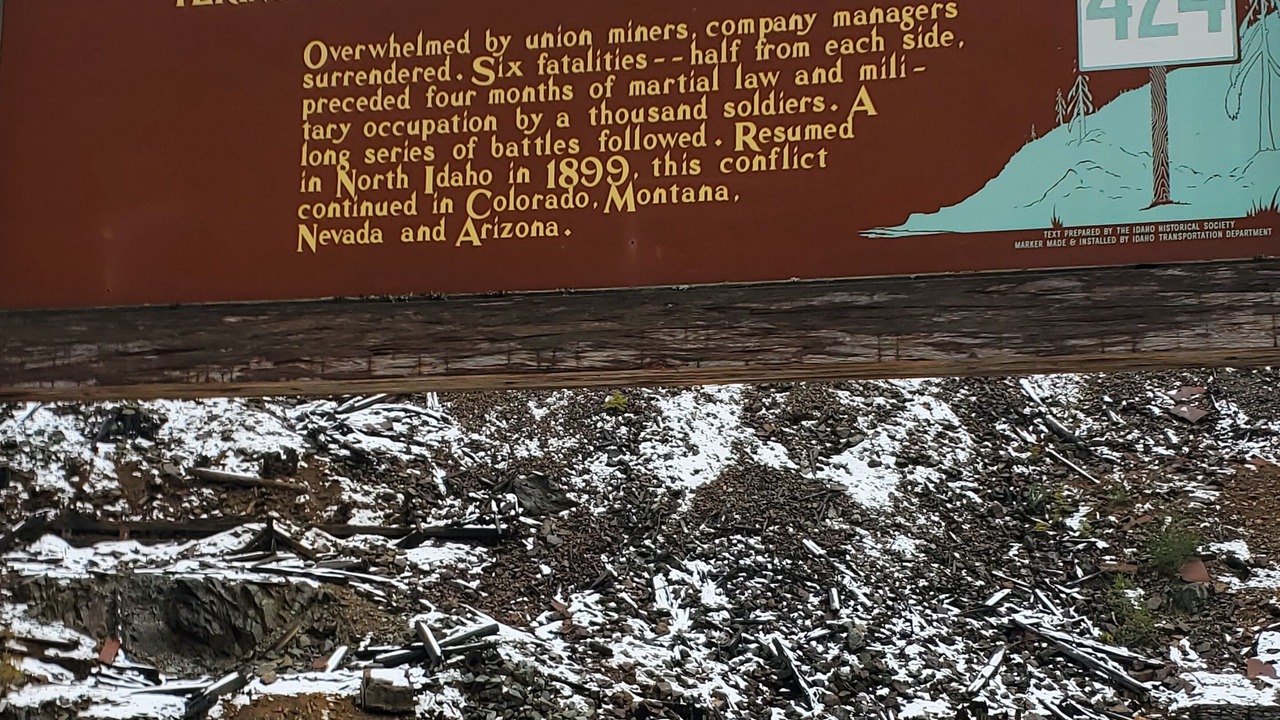 Overwhelmed by union miners, company managers
surrendered. Six fatalities -- half from each side,
preceded four months of martial law and mili-
tary occupation by a thousand soldiers. A
long series of battles followed. Resumed
in North Idaho in 1899, this conflict
continued in Colorado, Montana,
Nevada and Arizona.
424
TEXT PREPARED BY THE IDAHO HISTORICAL SOCIETY
MARKER MADE & INSTALLED BY IDAHO TRANSPORTATION DEPARTMENT